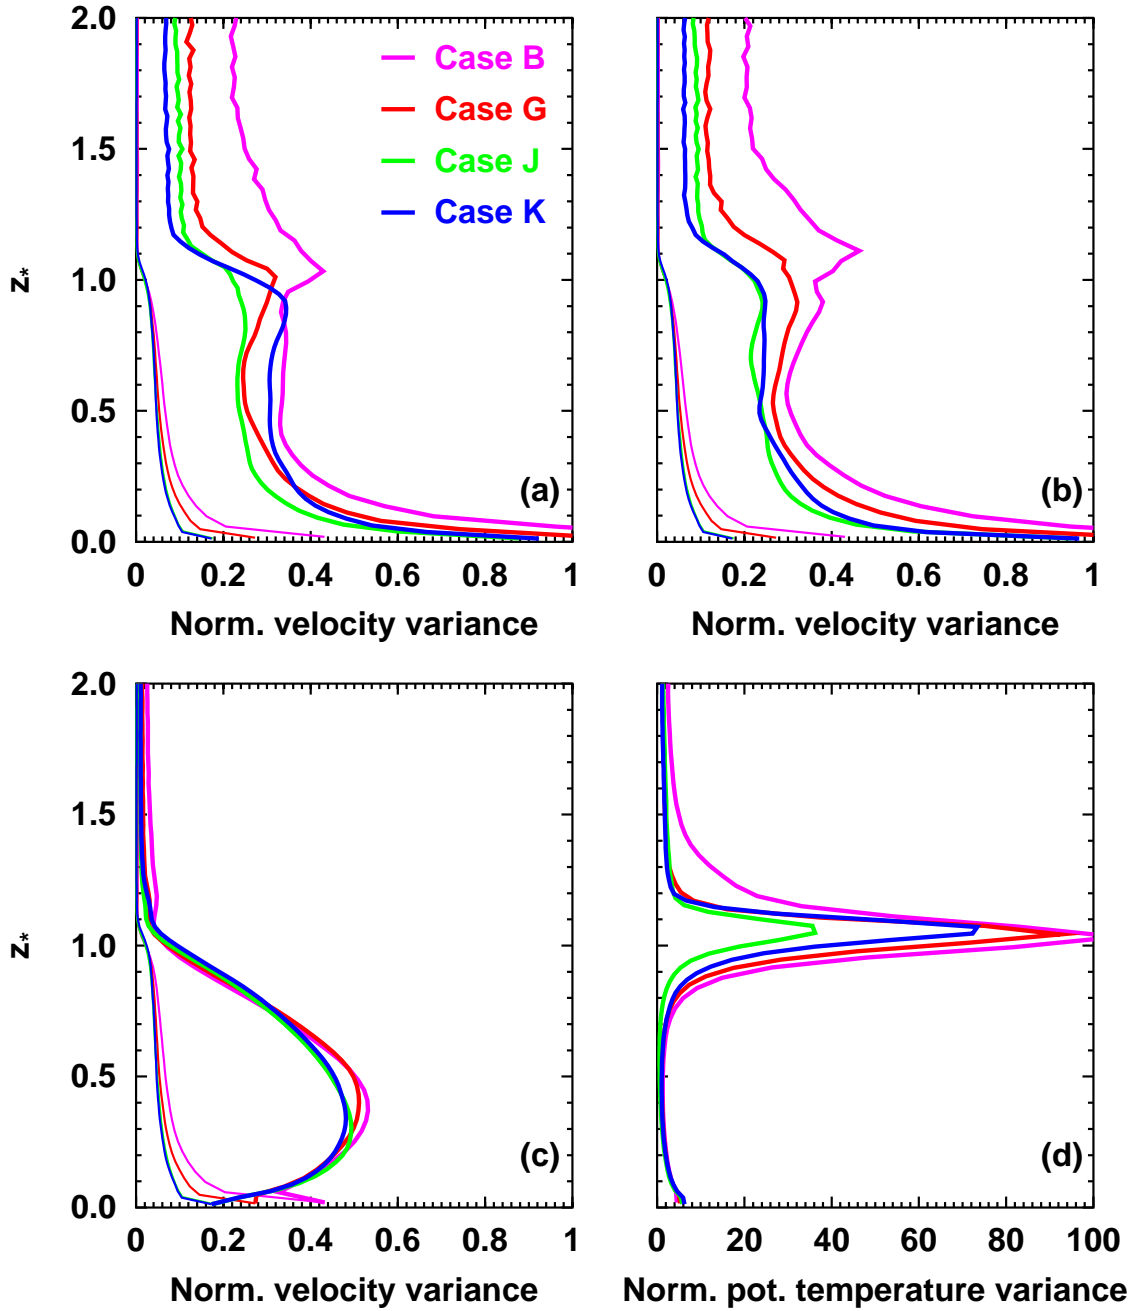 2.0
Case B
Case G
1.5
Case J
Case K
z*
1.0
0.5
(a)
(b)
0.0
0 0.2 0.4 0.6 0.8 1
0 0.2 0.4 0.6 0.8 1
Norm. velocity variance
Norm. velocity variance
2.0
1.5
z*
1.0
0.5
(c)
(d)
0.0
0 0.2 0.4 0.6 0.8 1
0 20 40 60 80 100
Norm. velocity variance
Norm. pot. temperature variance